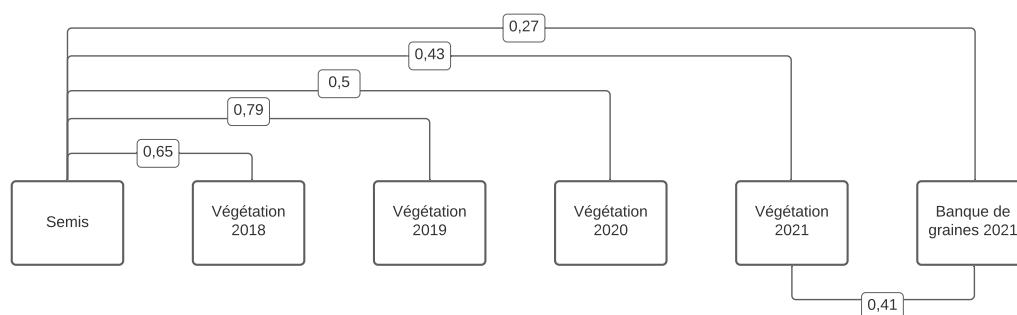 0,27
0,43
0,5
0,79
0,65
Semis
Végétation
2018
Végétation
2019
Végétation
2020
Végétation
2021
Banque de
graines 2021
0,41